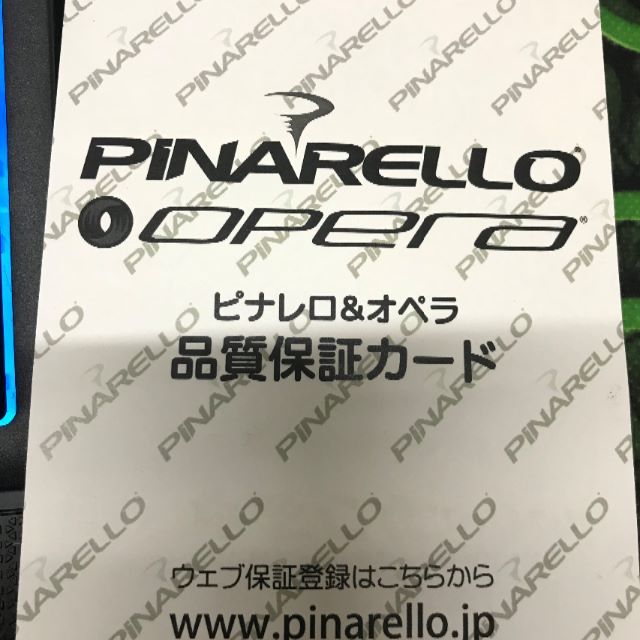 PINARELLO
opera
ピナレロ&オペラ
品質保証カード
ウェブ保証登録はこちらから
www.pinarello.jp